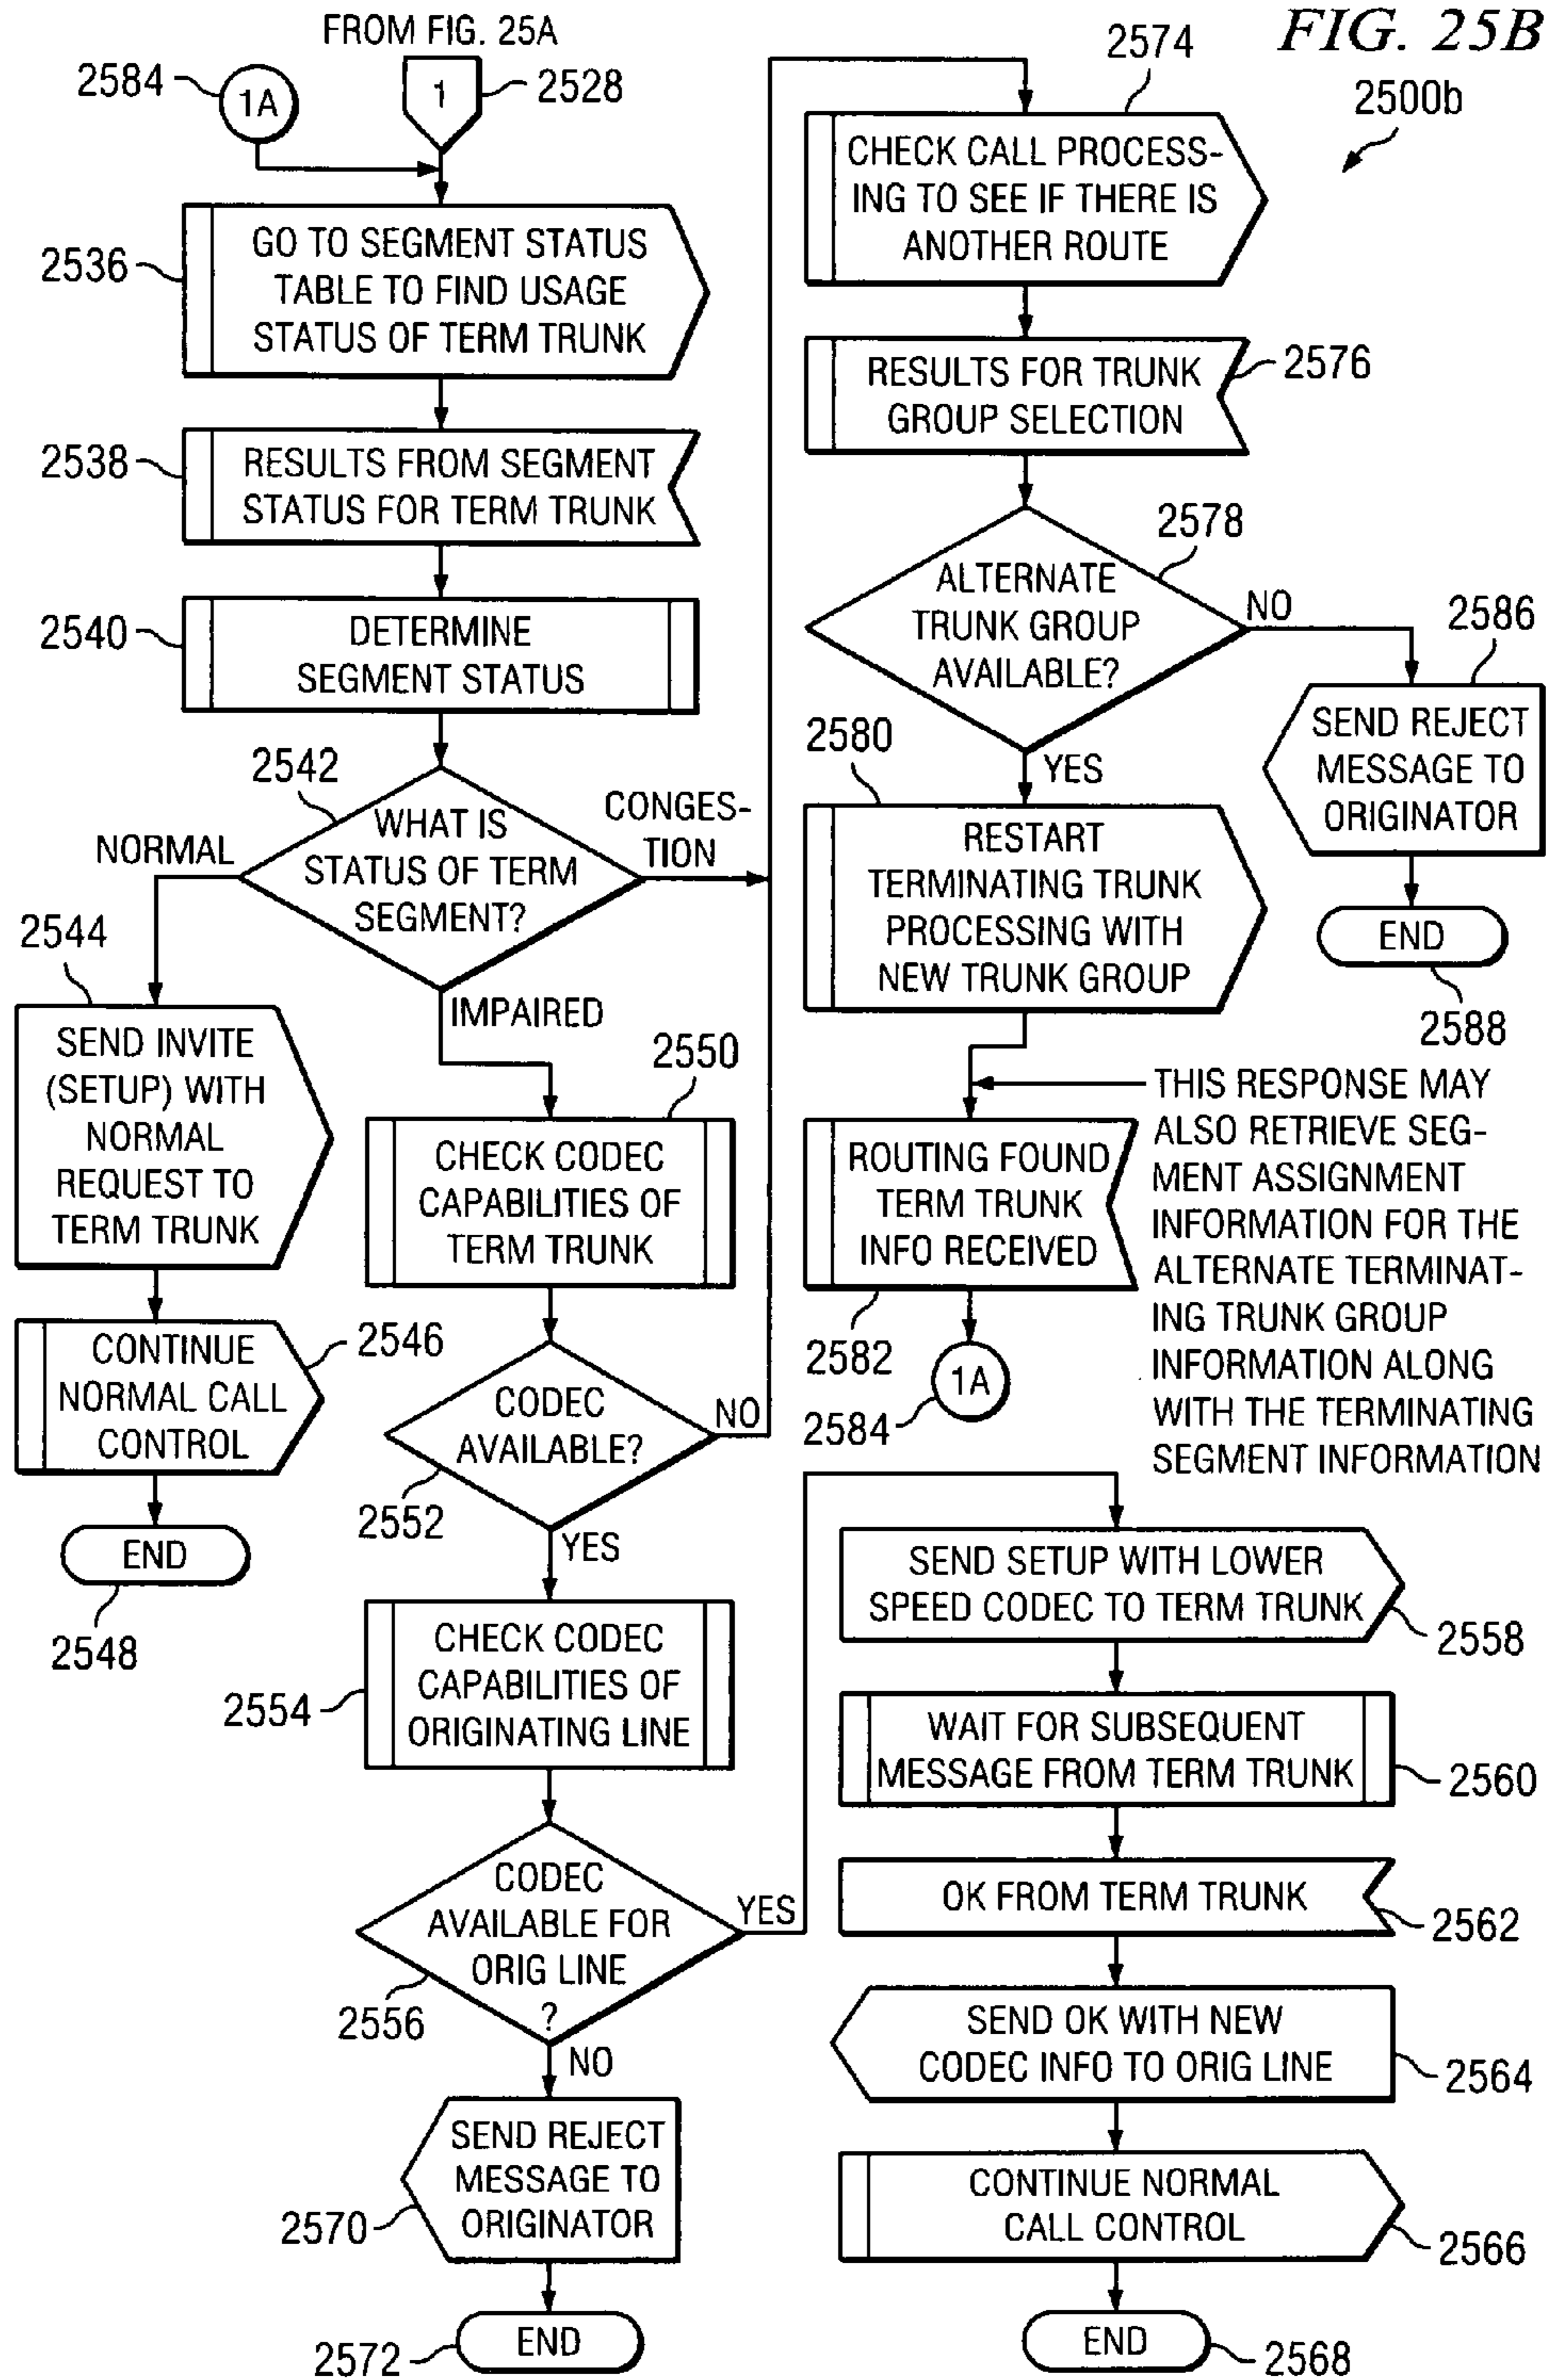 FIG. 25B
2500b
FROM FIG. 25A
2584
1A
1
2528
2536
GO TO SEGMENT STATUS
TABLE TO FIND USAGE
STATUS OF TERM TRUNK
2538
RESULTS FROM SEGMENT
STATUS FOR TERM TRUNK
2540
DETERMINE
SEGMENT STATUS
2542
WHAT IS
STATUS OF TERM
SEGMENT?
NORMAL
CONGES-
TION
IMPAIRED
2544
SEND INVITE
(SETUP) WITH
NORMAL
REQUEST TO
TERM TRUNK
2546
CONTINUE
NORMAL CALL
CONTROL
END
2548
2550
CHECK CODEC
CAPABILITIES OF
TERM TRUNK
CODEC
AVAILABLE?
NO
2552
YES
CHECK CODEC
CAPABILITIES OF
ORIGINATING LINE
2554
CODEC
AVAILABLE FOR
ORIG LINE
?
YES
2556
NO
SEND REJECT
MESSAGE TO
ORIGINATOR
2570
END
2572
2574
CHECK CALL PROCESS-
ING TO SEE IF THERE IS
ANOTHER ROUTE
RESULTS FOR TRUNK
GROUP SELECTION
2576
2578
ALTERNATE
TRUNK GROUP
AVAILABLE?
NO
2586
SEND REJECT
MESSAGE TO
ORIGINATOR
END
2588
YES
2580
RESTART
TERMINATING TRUNK
PROCESSING WITH
NEW TRUNK GROUP
ROUTING FOUND
TERM TRUNK
INFO RECEIVED
2582
1A
2584
THIS RESPONSE MAY
ALSO RETRIEVE SEG-
MENT ASSIGNMENT
INFORMATION FOR THE
ALTERNATE TERMINAT-
ING TRUNK GROUP
INFORMATION ALONG
WITH THE TERMINATING
SEGMENT INFORMATION
SEND SETUP WITH LOWER
SPEED CODEC TO TERM TRUNK
2558
WAIT FOR SUBSEQUENT
MESSAGE FROM TERM TRUNK
2560
OK FROM TERM TRUNK
2562
SEND OK WITH NEW
CODEC INFO TO ORIG LINE
2564
CONTINUE NORMAL
CALL CONTROL
2566
END
2568